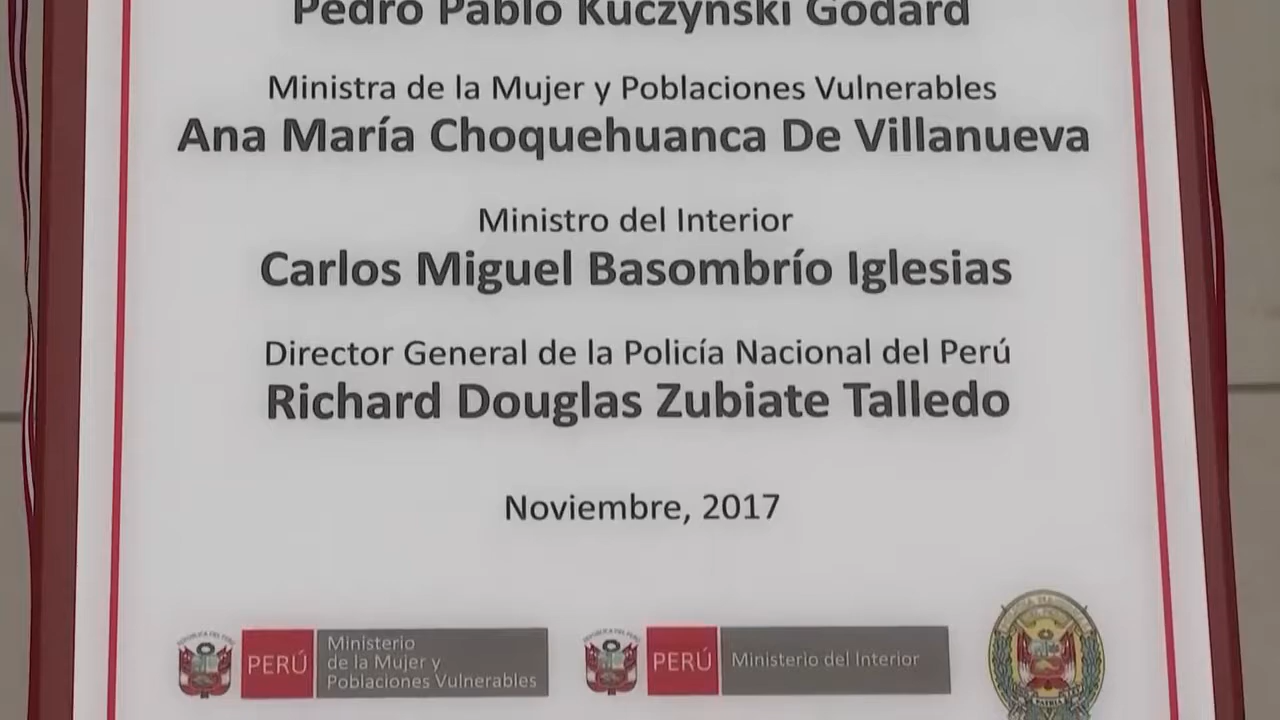 Pedro Pablo Kuczynski Godard
Ministra de la Mujer y Poblaciones Vulnerables
Ana María Choquehuanca De Villanueva
Ministro del Interior
Carlos Miguel Basombrío Iglesias
Director General de la Policía Nacional del Perú
Richard Douglas Zubiate Talledo
Noviembre, 2017
PERÚ
Ministerio
de la Mujer y
Poblaciones Vulnerables
PERÚ
Ministerio del Interior